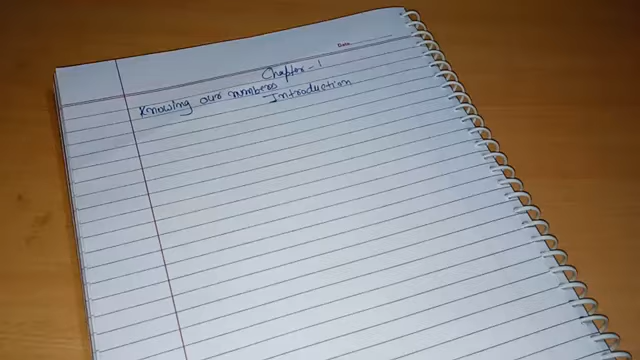 Date
Chapter - 1
Knowing our numbers
Introduction